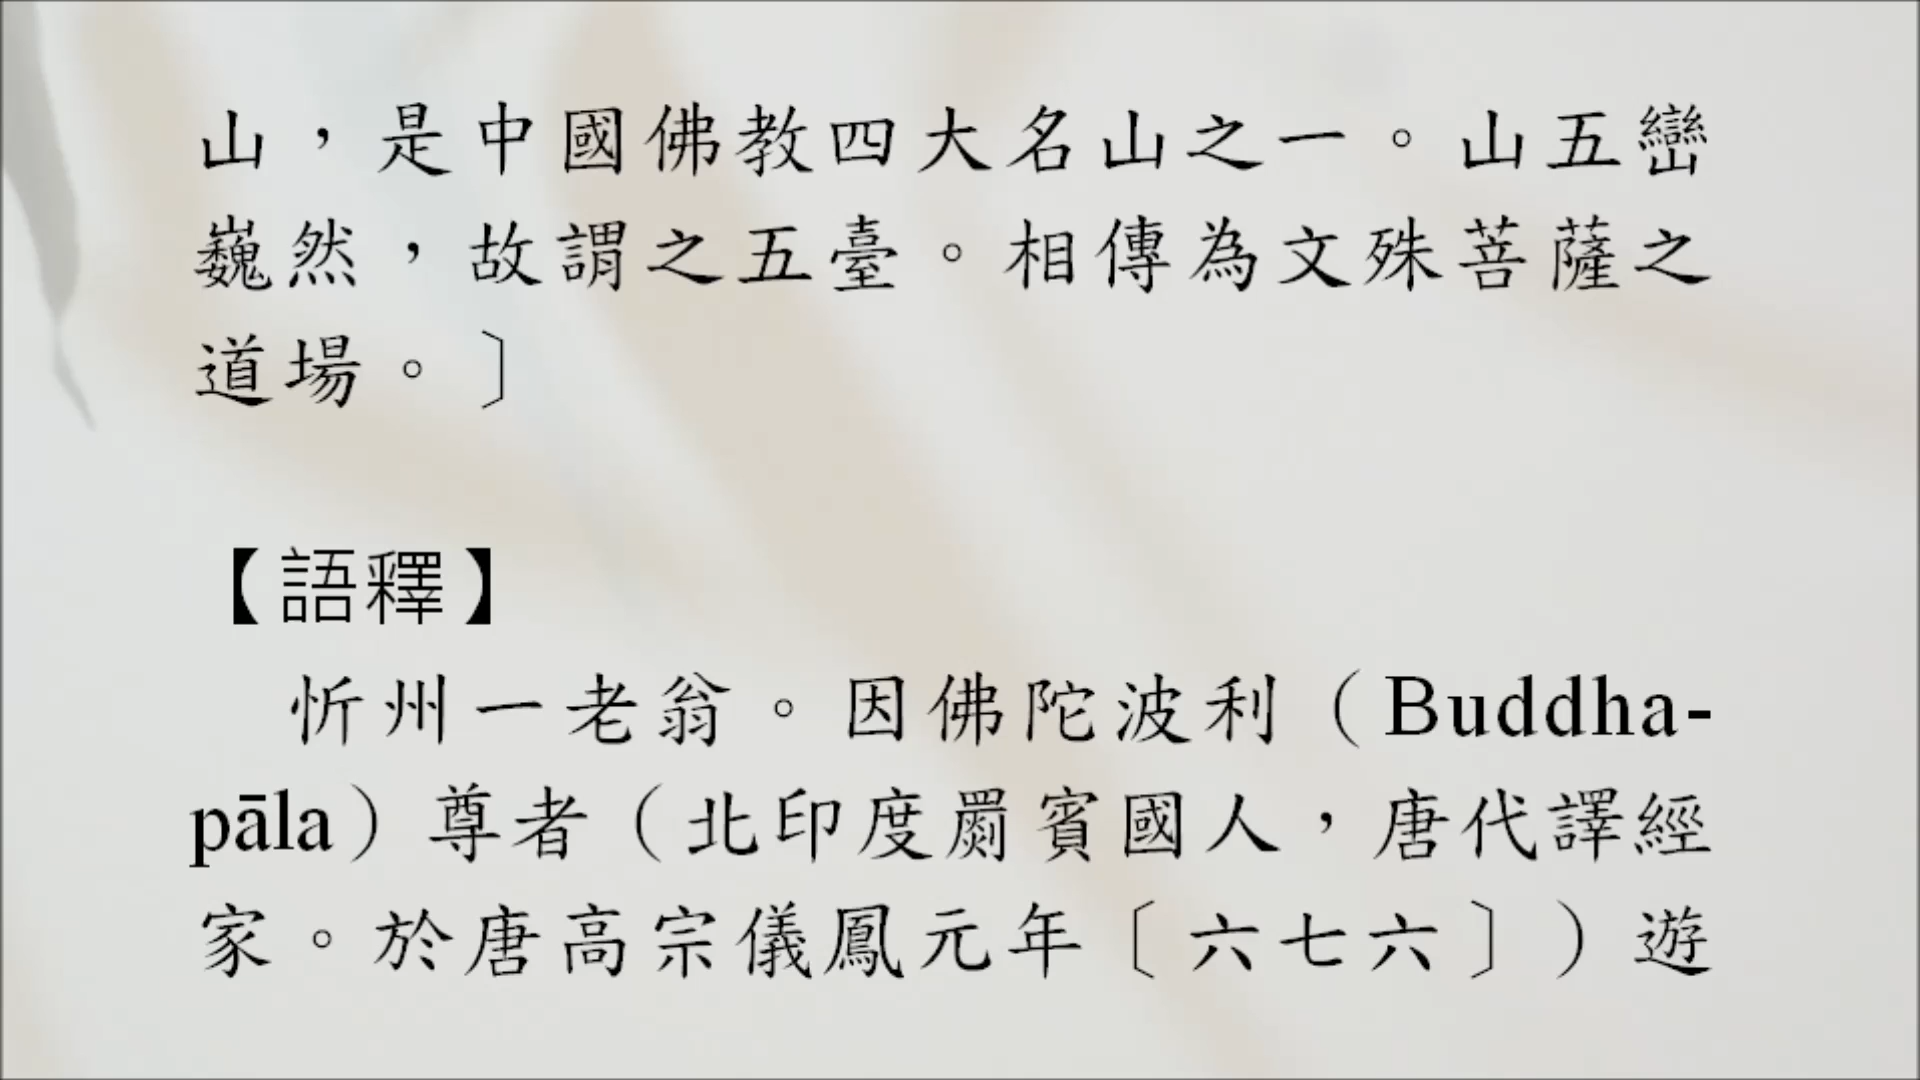 山，是中國佛教四大名山之一。山五巒
巍然，故謂之五臺。相傳為文殊菩薩之
道場。〕
【語釋】
忻州一老翁。因佛陀波利（Buddha-
pāla）尊者（北印度罽賓國人，唐代譯經
家。於唐高宗儀鳳元年〔六七六〕）遊